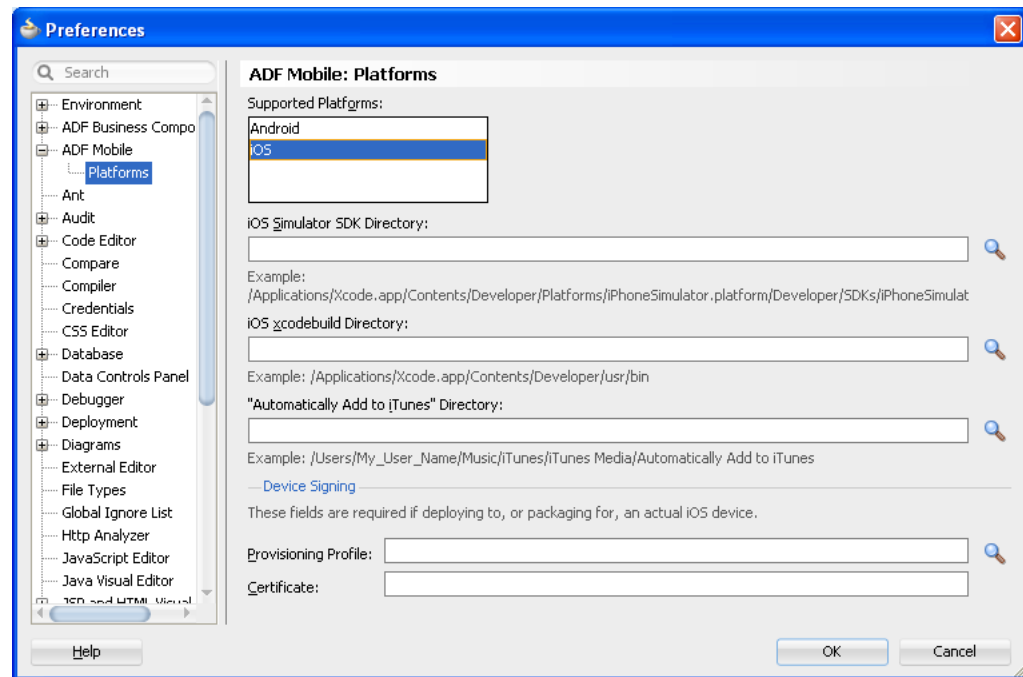 Preferences
Search
Environment
ADF Business Compo
ADF Mobile
Platforms
Ant
Audit
Code Editor
Compare
Compiler
Credentials
CSS Editor
Database
Data Controls Panel
Debugger
Deployment
Diagrams
External Editor
File Types
Global Ignore List
Http Analyzer
JavaScript Editor
Java Visual Editor
JSP and HTML Visual
ADF Mobile: Platforms
Supported Platforms:
Android
iOS
iOS Simulator SDK Directory:
Example:
/Applications/Xcode.app/Contents/Developer/Platforms/iPhoneSimulator.platform/Developer/SDKs/iPhoneSimulat
iOS xcodebuild Directory:
Example: /Applications/Xcode.app/Contents/Developer/usr/bin
"Automatically Add to iTunes" Directory:
Example: /Users/My_User_Name/Music/iTunes/iTunes Media/Automatically Add to iTunes
Device Signing
These fields are required if deploying to, or packaging for, an actual iOS device.
Provisioning Profile:
Certificate:
Help
OK
Cancel